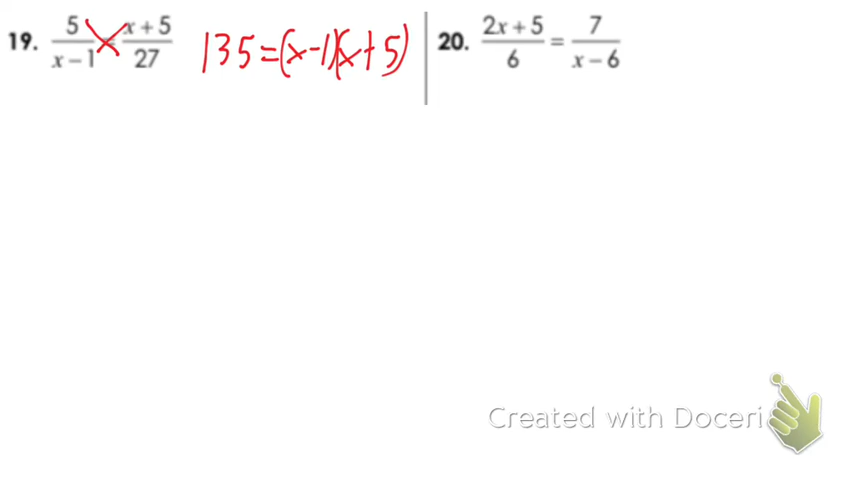 19. 5/(x − 1) = (x + 5)/27 135 = (x - 1)(x + 5)
20. (2x + 5)/6 = 7/(x − 6)
Created with Doceri